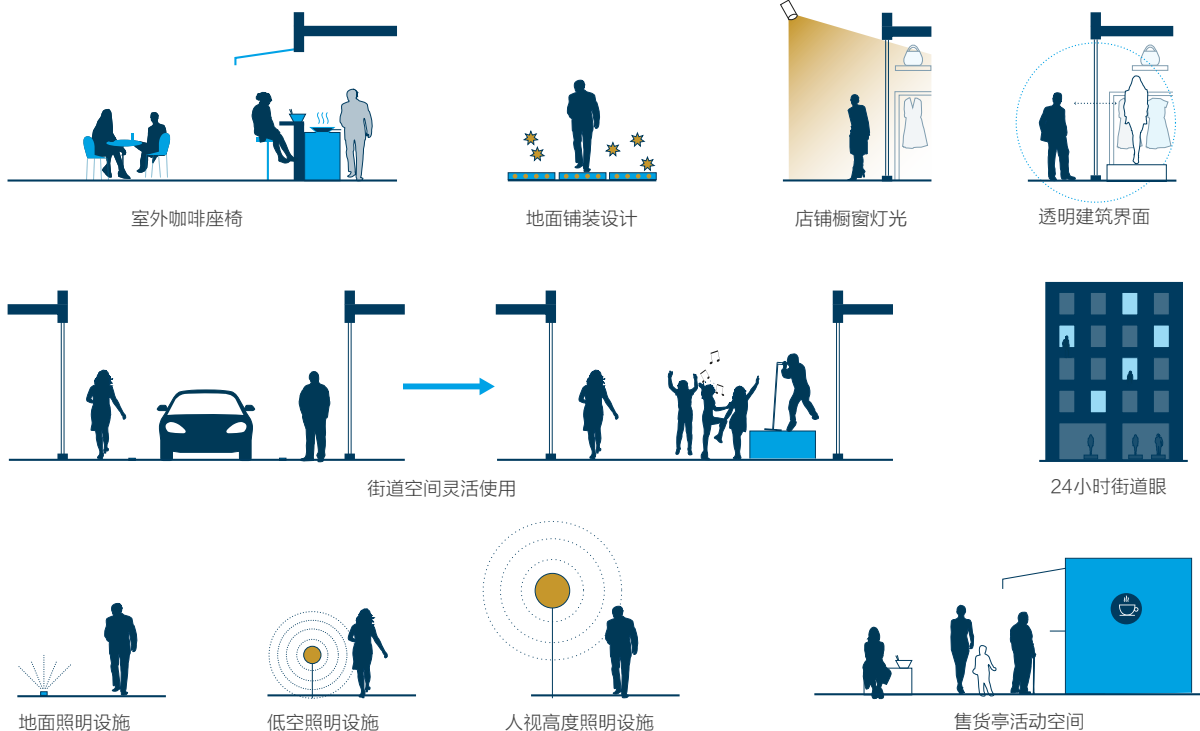 室外咖啡座椅
地面铺装设计
店铺橱窗灯光
透明建筑界面
街道空间灵活使用
24小时街道眼
地面照明设施
低空照明设施
人视高度照明设施
售货亭活动空间